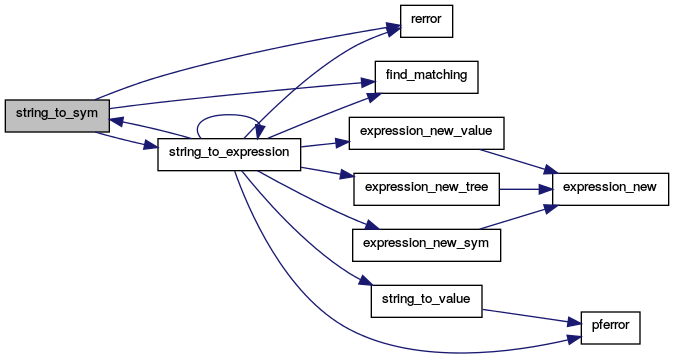 rerror
find_matching
string_to_sym
expression_new_value
string_to_expression
expression_new_tree
expression_new
expression_new_sym
string_to_value
pferror